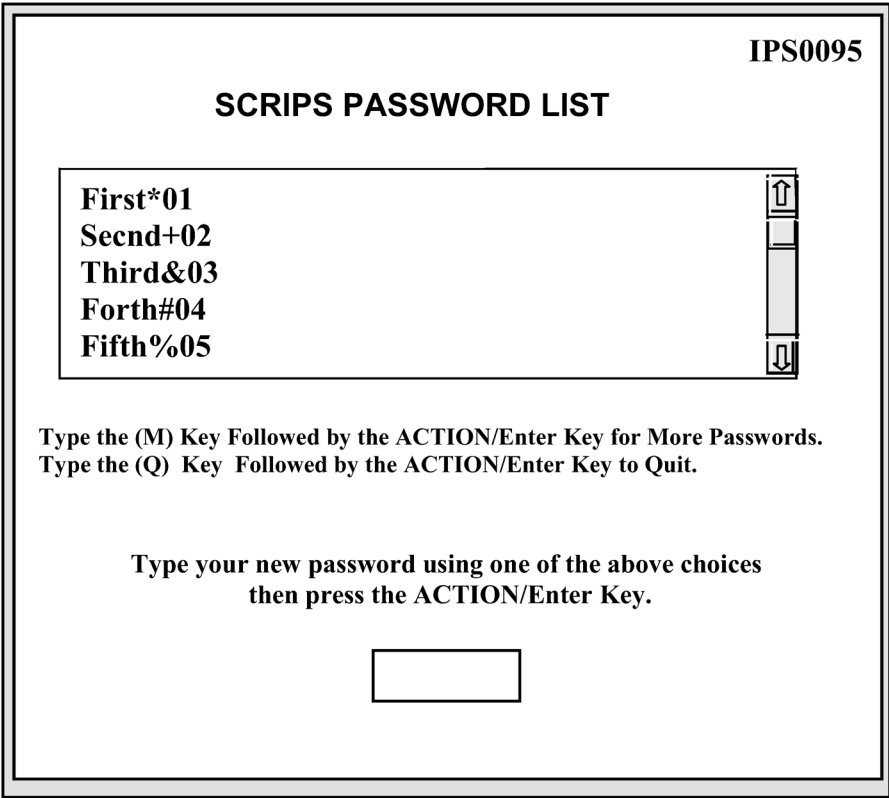 IPS0095
SCRIPS PASSWORD LIST
First*01
Secnd+02
Third&03
Forth#04
Fifth%05
Type the (M) Key Followed by the ACTION/Enter Key for More Passwords.
Type the (Q) Key Followed by the ACTION/Enter Key to Quit.
Type your new password using one of the above choices
then press the ACTION/Enter Key.